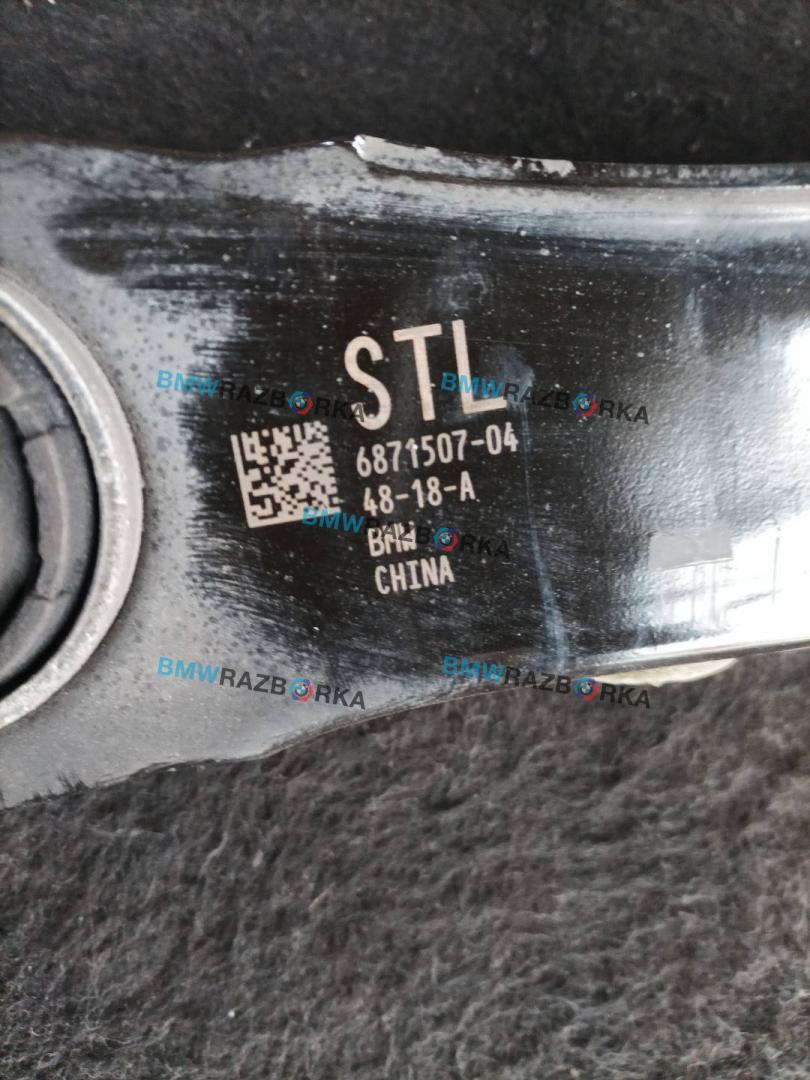 STL
BMWRAZBORKA BMWRAZBORKA
6871507-04
48-18-A
BMWRAZBORKA
BMW
CHINA
BMWRAZBORKA BMWRAZBORKA